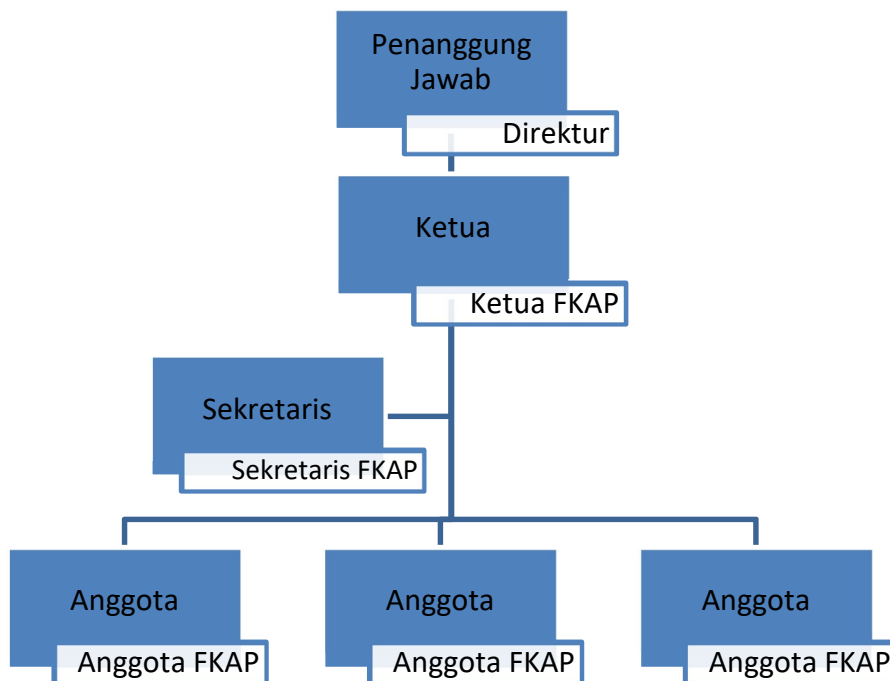 Penanggung
Jawab
Direktur
Ketua
Ketua FKAP
Sekretaris
Sekretaris FKAP
Anggota
Anggota
Anggota
Anggota FKAP
Anggota FKAP
Anggota FKAP